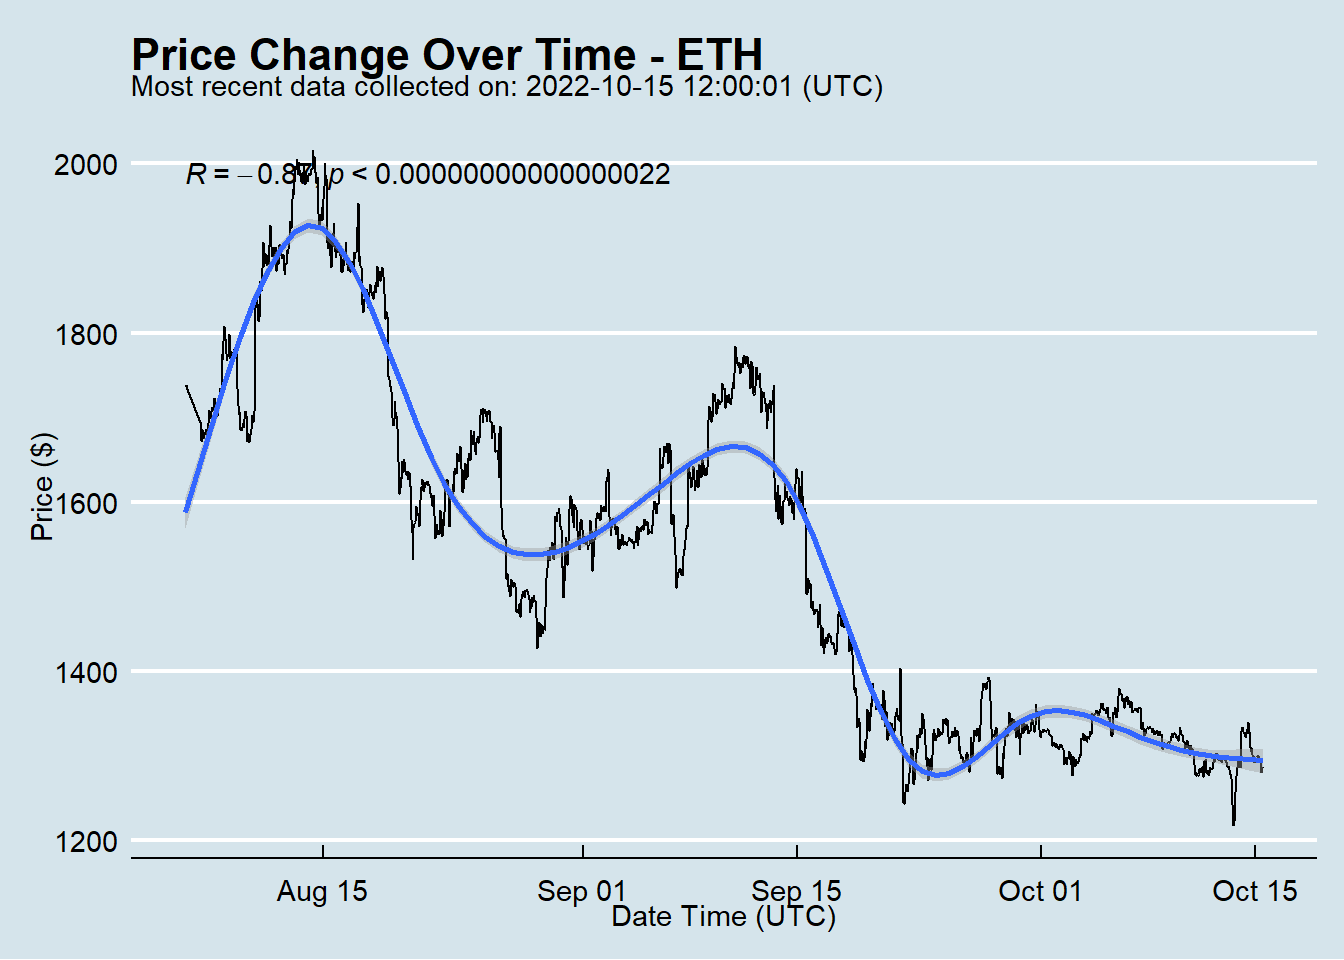 Price Change Over Time - ETH
Most recent data collected on: 2022-10-15 12:00:01 (UTC)
R = p < 0.00000000000000022
2000
1800
1600
1400
1200
Price ($)
Aug 15
Sep 01
Sep 15
Oct 01
Oct 15
Date Time (UTC)